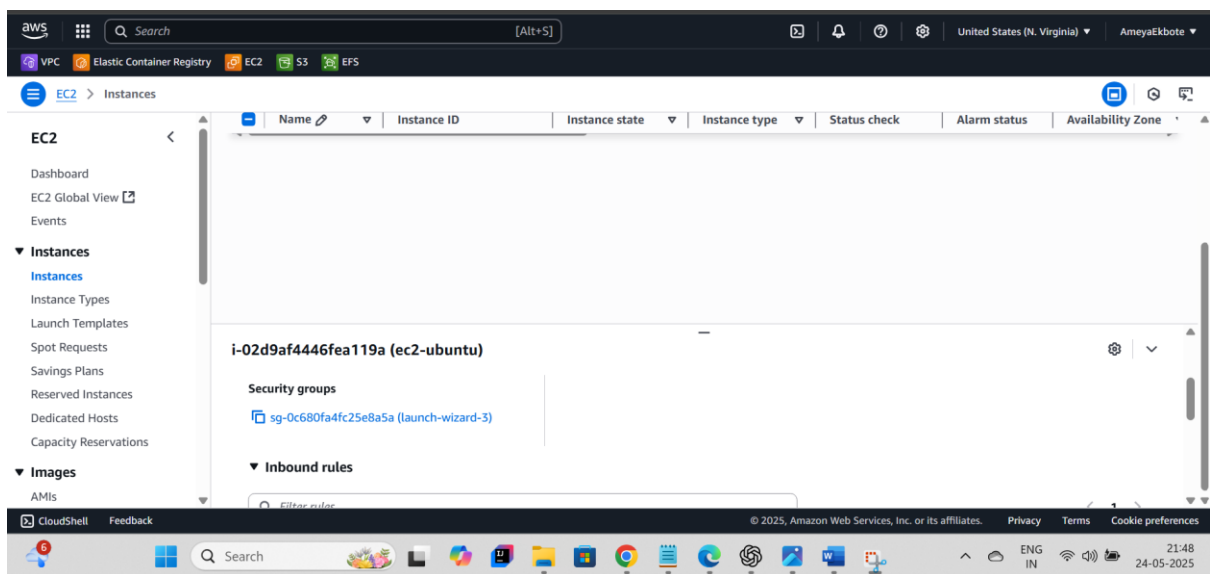 aws Search [Alt+S] United States (N. Virginia) ▼ AmeyaEkbote ▼
VPC Elastic Container Registry EC2 S3 EFS
EC2 > Instances
EC2
Dashboard
EC2 Global View
Events
▼ Instances
Instances
Instance Types
Launch Templates
Spot Requests
Savings Plans
Reserved Instances
Dedicated Hosts
Capacity Reservations
▼ Images
AMIs
Name Instance ID Instance state Instance type Status check Alarm status Availability Zone
i-02d9af4446fea119a (ec2-ubuntu)
Security groups
sg-0c680fa4fc25e8a5a (launch-wizard-3)
▼ Inbound rules
Filter rules 1
CloudShell Feedback © 2025, Amazon Web Services, Inc. or its affiliates. Privacy Terms Cookie preferences
6 Search ENG 21:48
IN 24-05-2025